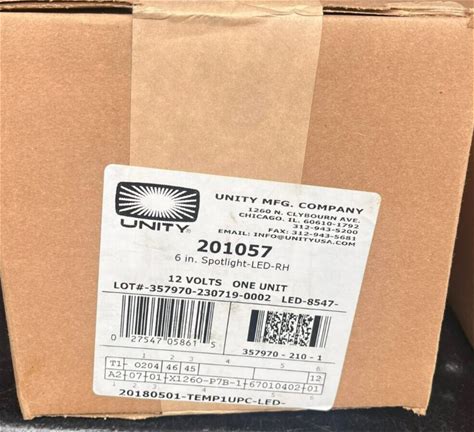 UNITY MFG. COMPANY
1260 N. CLYBOURN AVE.
CHICAGO. IL. 60610-1792
312-943-5200
FAX: 312-943-5681
EMAIL: INFO@UNITYUSA.COM
UNITY®
201057
6 in. Spotlight-LED-RH
12 VOLTS ONE UNIT
LOT#-357970-230719-0002 LED-8547-
0 27547 05861 5
357970 - 210 - 1
T1- 0204 46 45 12
A2-07-01-X1260-P7B-1-67010402-01
20180501-TEMP1UPC-LED-